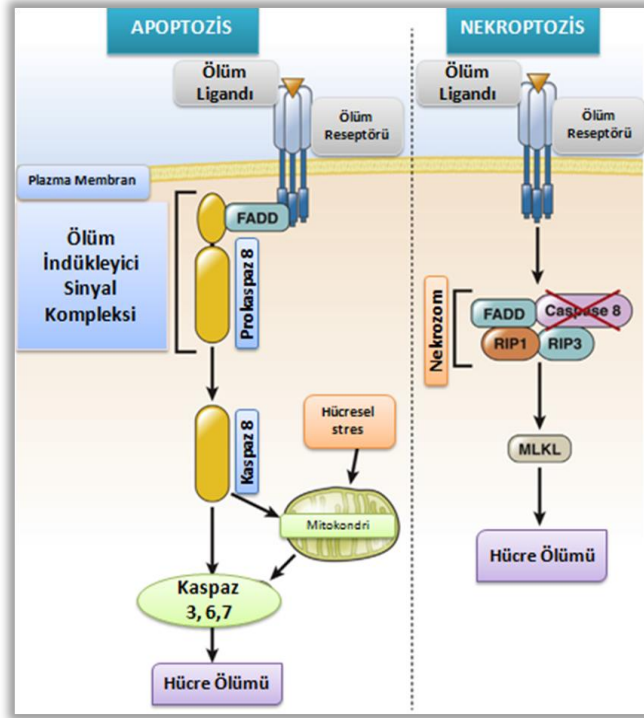 APOPTOZİS
Ölüm
Ligandı
Ölüm
Reseptörü
Plazma Membran
FADD
Ölüm
İndükleyici
Sinyal
Kompleksi
Prokaspaz 8
Kaspaz 8
Hücresel
stres
Mitokondri
Kaspaz
3, 6,7
Hücre Ölümü
NEKROPTOZİS
Ölüm
Ligandı
Ölüm
Reseptörü
Nekrozom
FADD
Caspase 8
RIP1
RIP3
MLKL
Hücre Ölümü